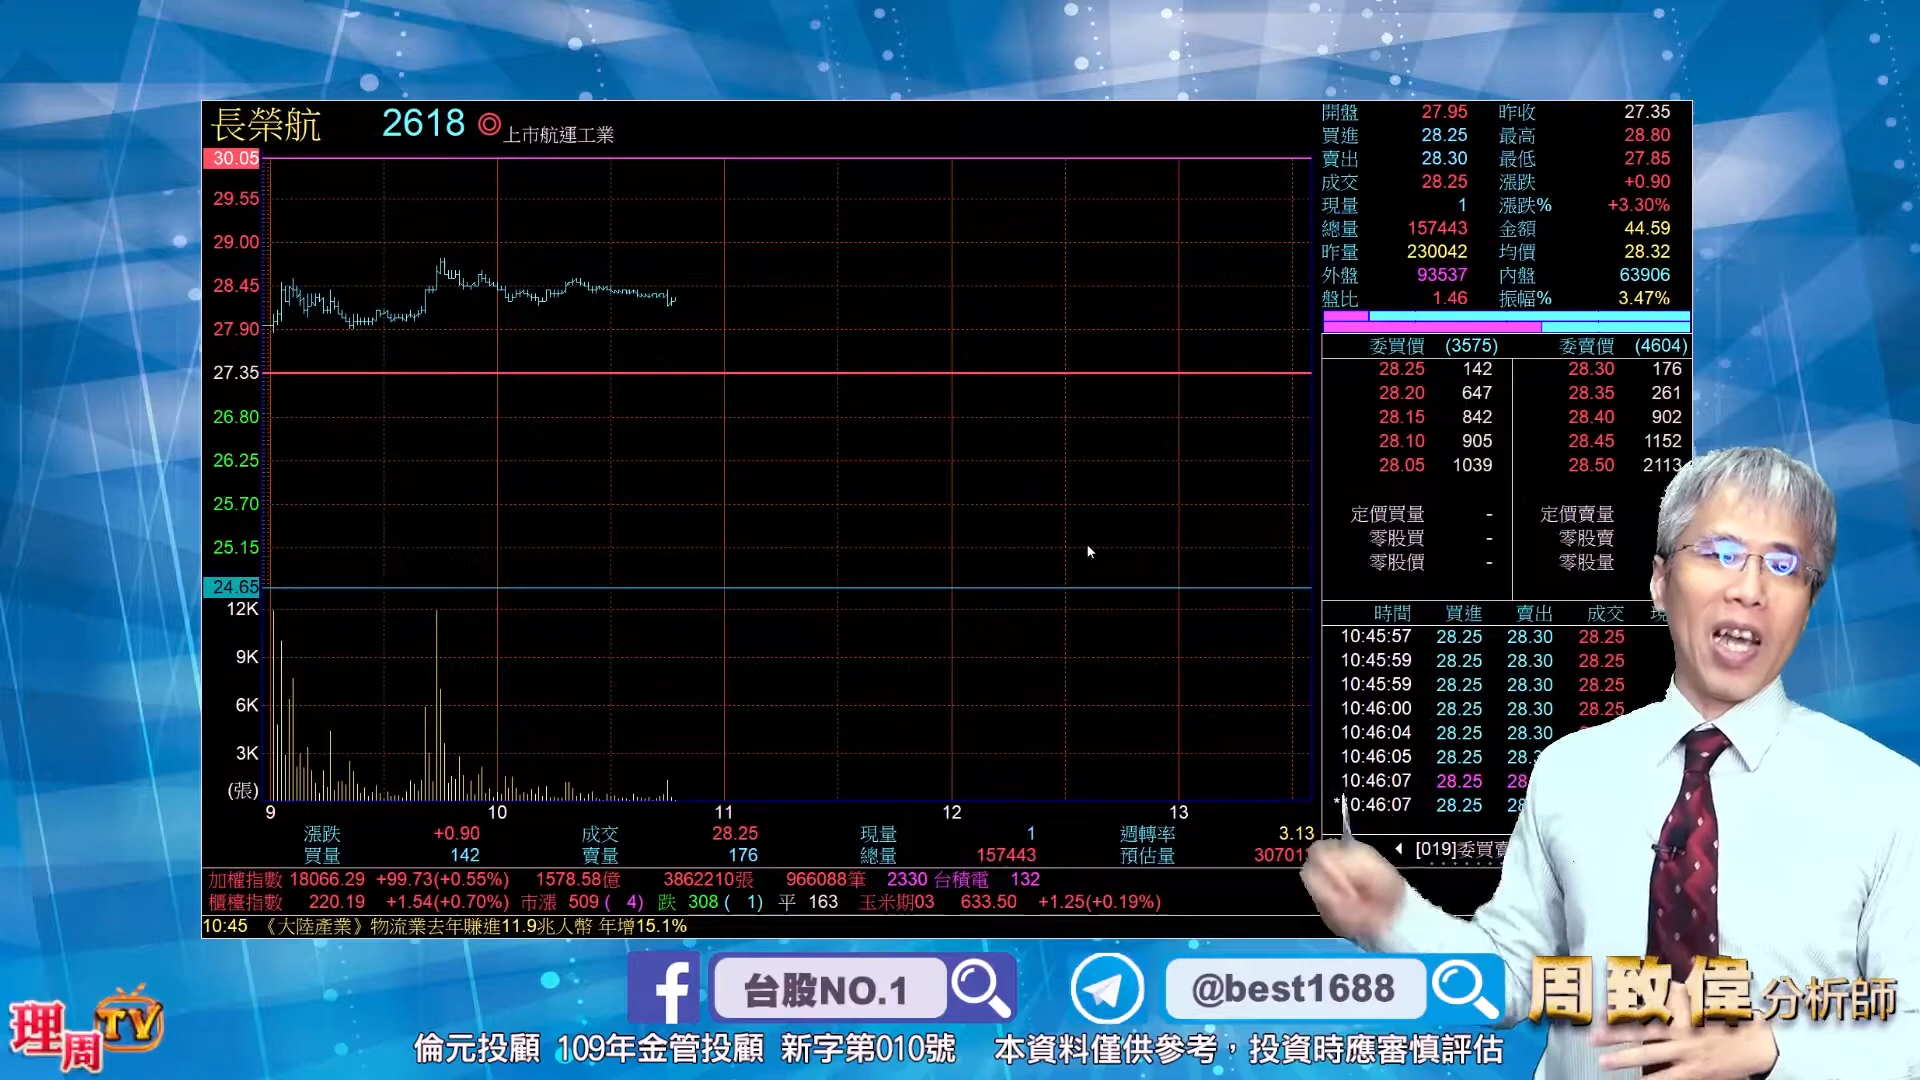 長榮航 2618 ◎ 上市航運工業
30.05
29.55
29.00
28.45
27.90
27.35
26.80
26.25
25.70
25.15
24.65
12K
9K
6K
3K
(張)
9 10 11 12 13
漲跌 +0.90 成交 28.25 現量 1 週轉率 3.13
買量 142 賣量 176 總量 157443 預估量
加權指數 18066.29 +99.73(+0.55%) 1578.58億 3862210張 966088筆 2330 台積電 132
櫃檯指數 220.19 +1.54(+0.70%) 市漲 509( 4) 跌 308( 1) 平 163 玉米期03 633.50 +1.25(+0.19%)
10:45 《大陸產業》物流業去年賺進11.9兆人幣 年增15.1%
開盤 27.95 昨收 27.35
買進 28.25 最高 28.80
賣出 28.30 最低 27.85
成交 28.25 漲跌 +0.90
現量 1 漲跌% +3.30%
總量 157443 金額 44.59
昨量 230042 均價 28.32
外盤 93537 內盤 63906
盤比 1.46 振幅% 3.47%
委買價 (3575) 委賣價 (4604)
28.25 142 28.30 176
28.20 647 28.35 261
28.15 842 28.40 902
28.10 905 28.45 1152
28.05 1039 28.50 2113
定價買量 - 定價賣量
零股買 - 零股賣
零股價 - 零股量
時間 買進 賣出 成交
10:45:57 28.25 28.30 28.25
10:45:59 28.25 28.30 28.25
10:45:59 28.25 28.30 28.25
10:46:00 28.25 28.30 28.25
10:46:04 28.25 28.30
10:46:05 28.25
10:46:07 28.25
*10:46:07 28.25
[019]委買
台股NO.1
@best1688
周致偉分析師
理周TV
倫元投顧 109年金管投顧 新字第010號 本資料僅供參考，投資時應審慎評估